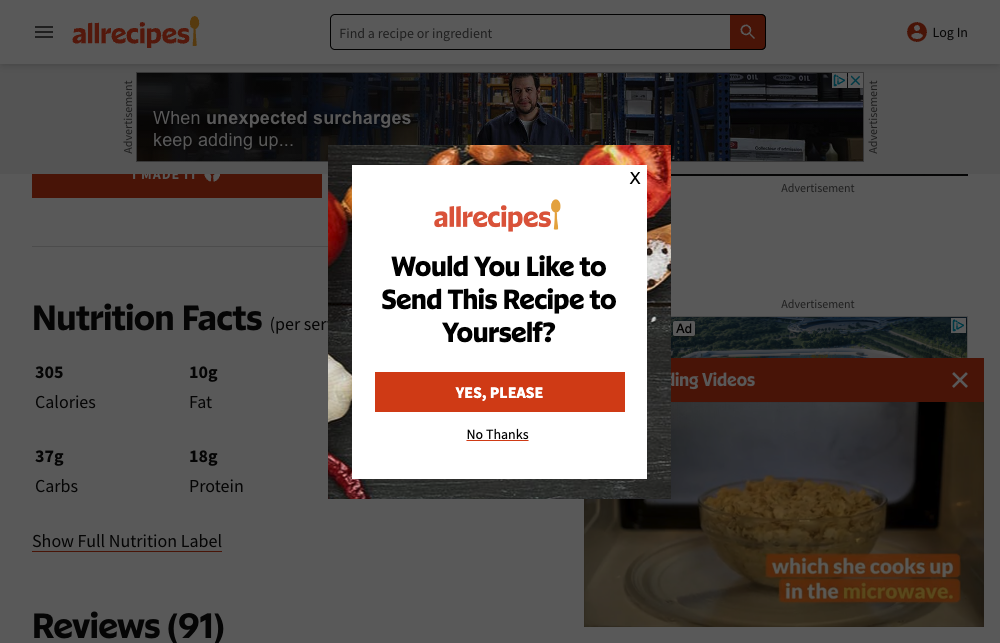 allrecipes
Find a recipe or ingredient
Log In
Advertisement
When unexpected surcharges
keep adding up...
OIL
OIL
Advertisement
I MADE IT
Advertisement
X
allrecipes
Would You Like to
Send This Recipe to
Yourself?
YES, PLEASE
No Thanks
Nutrition Facts (per ser
305
Calories
10g
Fat
37g
Carbs
18g
Protein
Show Full Nutrition Label
Reviews (91)
Advertisement
Ad
ding Videos
which she cooks up
in the microwave.